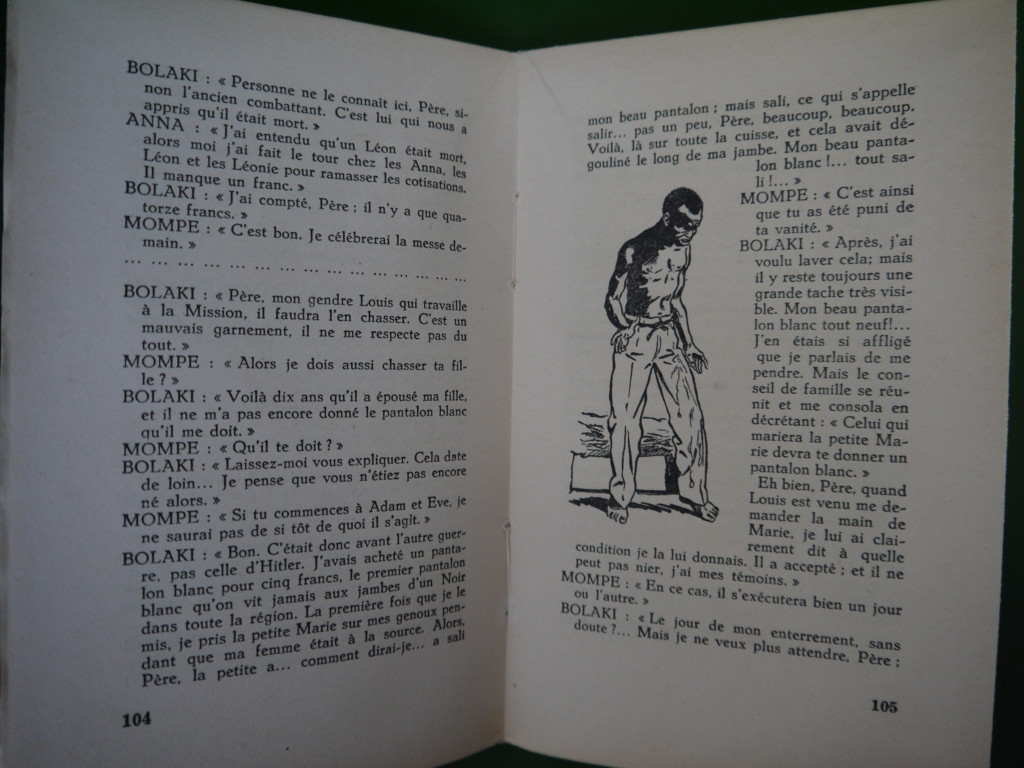 BOLAKI : « Personne ne le connaît ici, Père, si-
non l'ancien combattant. C'est lui qui nous a
appris qu'il était mort. »
ANNA : « J'ai entendu qu'un Léon était mort,
alors moi j'ai fait le tour chez les Anna, les
Léon et les Léonie pour ramasser les cotisations.
Il manque un franc. »
BOLAKI : « J'ai compté, Père ; il n'y a que qua-
torze francs. »
MOMPE : « C'est bon. Je célébrerai la messe de-
main. »
... ... ... ... ... ... ... ... ... ... ... ... ... ...
BOLAKI : « Père, mon gendre Louis qui travaille
à la Mission, il faudra l'en chasser. C'est un
mauvais garnement, il ne me respecte pas du
tout. »
MOMPE : « Alors je dois aussi chasser ta fil-
le ? »
BOLAKI : « Voilà dix ans qu'il a épousé ma fille,
et il ne m'a pas encore donné le pantalon blanc
qu'il me doit. »
MOMPE : « Qu'il te doit ? »
BOLAKI : « Laissez-moi vous expliquer. Cela date
de loin... Je pense que vous n'étiez pas encore
né alors. »
MOMPE : « Si tu commences à Adam et Eve, je
ne saurai pas de si tôt de quoi il s'agit. »
BOLAKI : « Bon. C'était donc avant l'autre guer-
re, pas celle d'Hitler. J'avais acheté un panta-
lon blanc pour cinq francs, le premier pantalon
blanc qu'on vit jamais aux jambes d'un Noir
dans toute la région. La première fois que je le
mis, je pris la petite Marie sur mes genoux pen-
dant que ma femme était à la source. Alors,
Père, la petite a... comment dirai-je... a sali
104
mon beau pantalon ; mais sali, ce qui s'appelle
salir... pas un peu, Père, beaucoup, beaucoup.
Voilà, là sur toute la cuisse, et cela avait dé-
gouliné le long de ma jambe. Mon beau panta-
lon blanc !... tout sa-
li !... »
MOMPE : « C'est ainsi
que tu as été puni de
ta vanité. »
BOLAKI : « Après, j'ai
voulu laver cela; mais
il y reste toujours une
grande tache très visi-
ble. Mon beau panta-
lon blanc tout neuf!...
J'en étais si affligé
que je parlais de me
pendre. Mais le con-
seil de famille se réu-
nit et me consola en
décrétant : « Celui qui
mariera la petite Ma-
rie devra te donner un
pantalon blanc. »
Eh bien, Père, quand
Louis est venu me de-
mander la main de
Marie, je lui ai clai-
rement dit à quelle
condition je la lui donnais. Il a accepté ; et il ne
peut pas nier, j'ai mes témoins. »
MOMPE : « En ce cas, il s'exécutera bien un jour
ou l'autre. »
BOLAKI : « Le jour de mon enterrement, sans
doute ?... Mais je ne veux plus attendre, Père ;
105